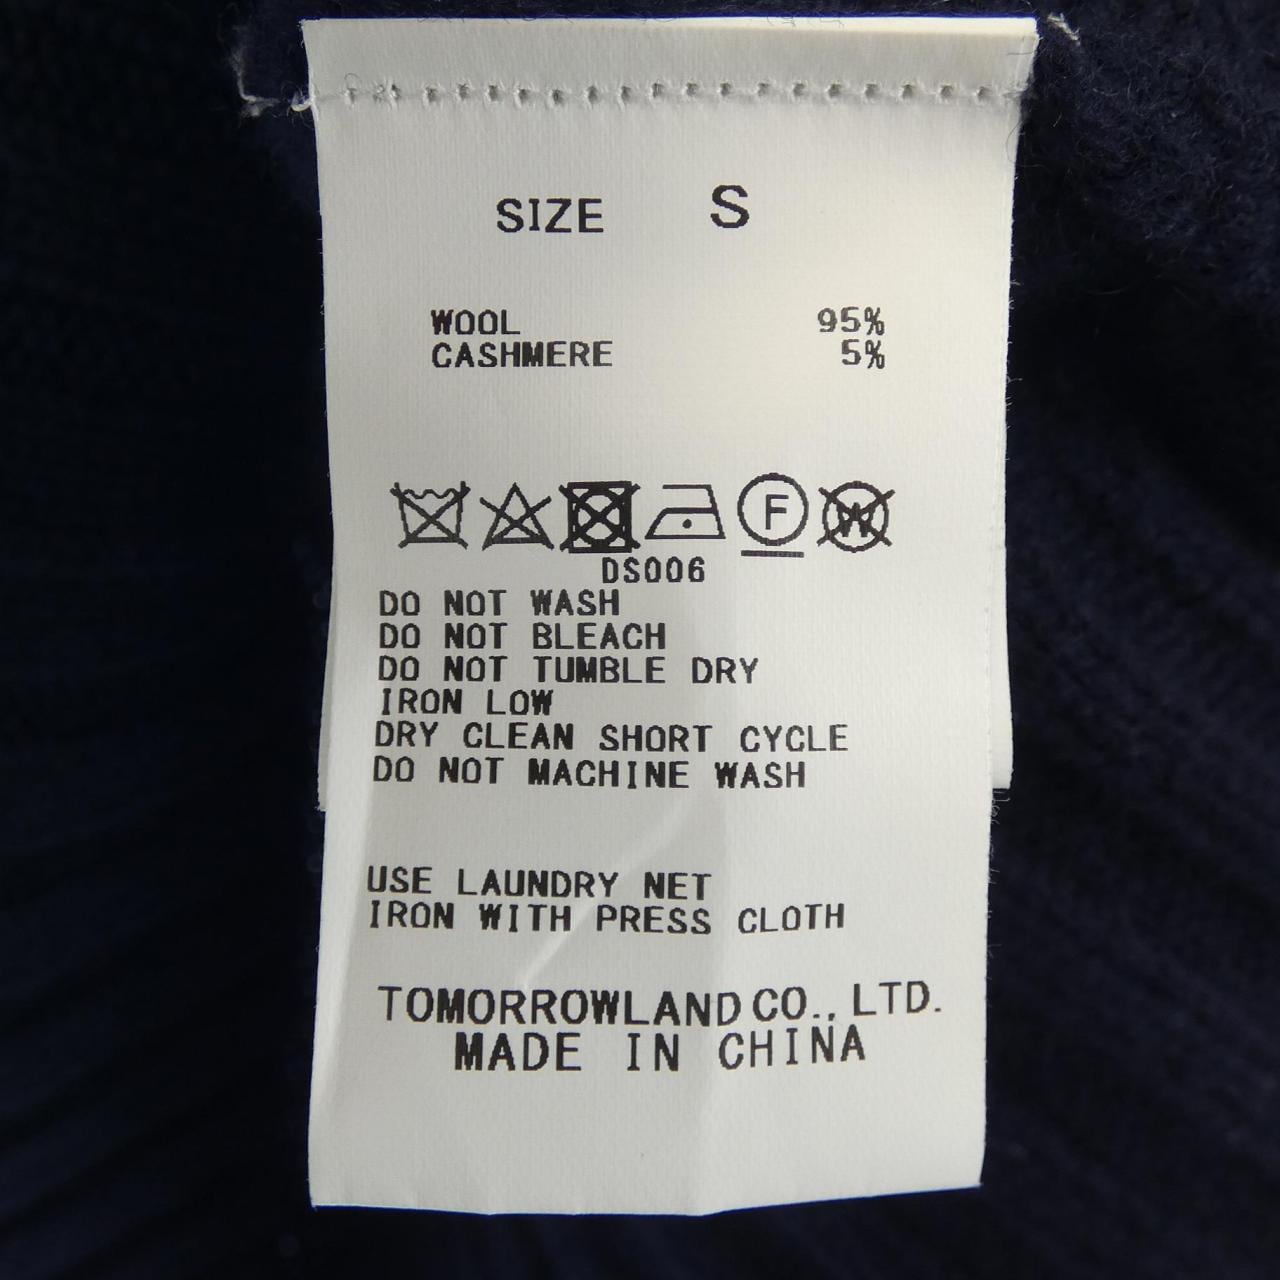 SIZE S
WOOL 95%
CASHMERE 5%
F W
DS006
DO NOT WASH
DO NOT BLEACH
DO NOT TUMBLE DRY
IRON LOW
DRY CLEAN SHORT CYCLE
DO NOT MACHINE WASH
USE LAUNDRY NET
IRON WITH PRESS CLOTH
TOMORROWLAND CO., LTD.
MADE IN CHINA